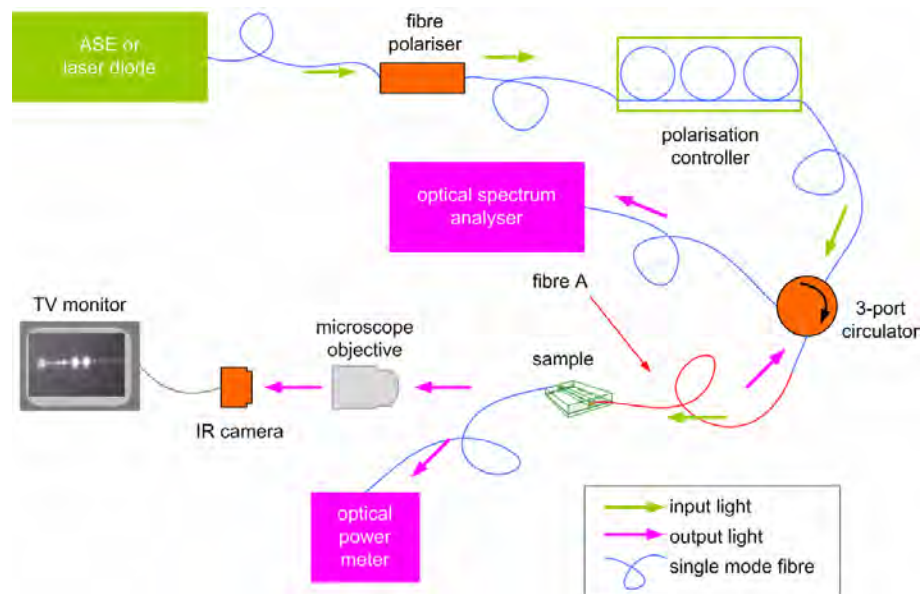 ASE or
laser diode
fibre
polariser
polarisation
controller
optical spectrum
analyser
fibre A
3-port
circulator
TV monitor
microscope
objective
sample
IR camera
optical
power
meter
input light
output light
single mode fibre